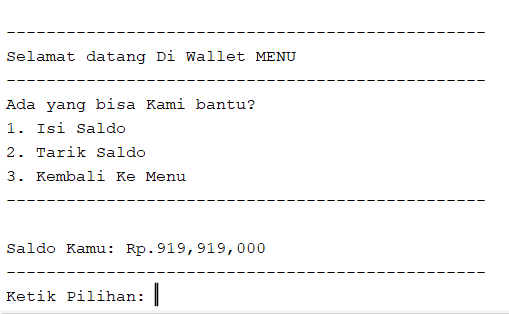 ------------------------------------------------
Selamat datang Di Wallet MENU
------------------------------------------------
Ada yang bisa Kami bantu?
1. Isi Saldo
2. Tarik Saldo
3. Kembali Ke Menu
------------------------------------------------
Saldo Kamu: Rp.919,919,000
------------------------------------------------
Ketik Pilihan: